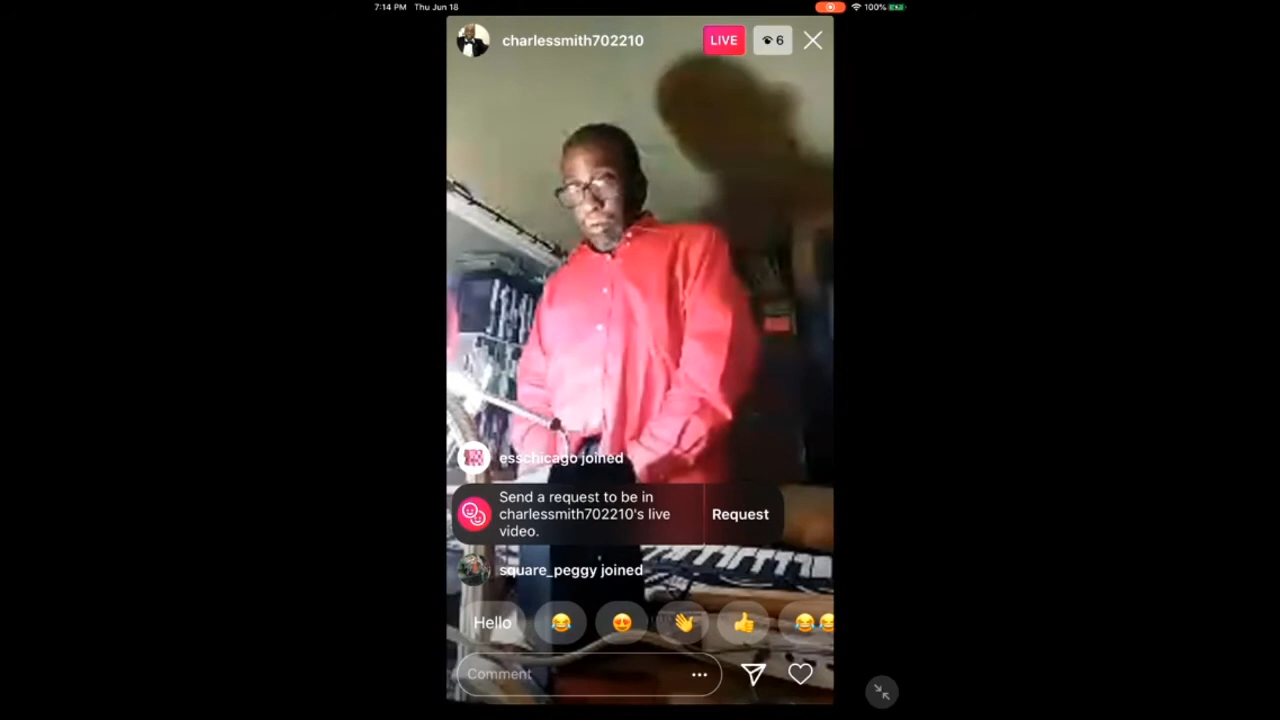 7:14 PM Thu Jun 18
100%
charlessmith702210
LIVE
6
esschicago joined
Send a request to be in
charlessmith702210's live
video.
Request
square_peggy joined
Hello
Comment